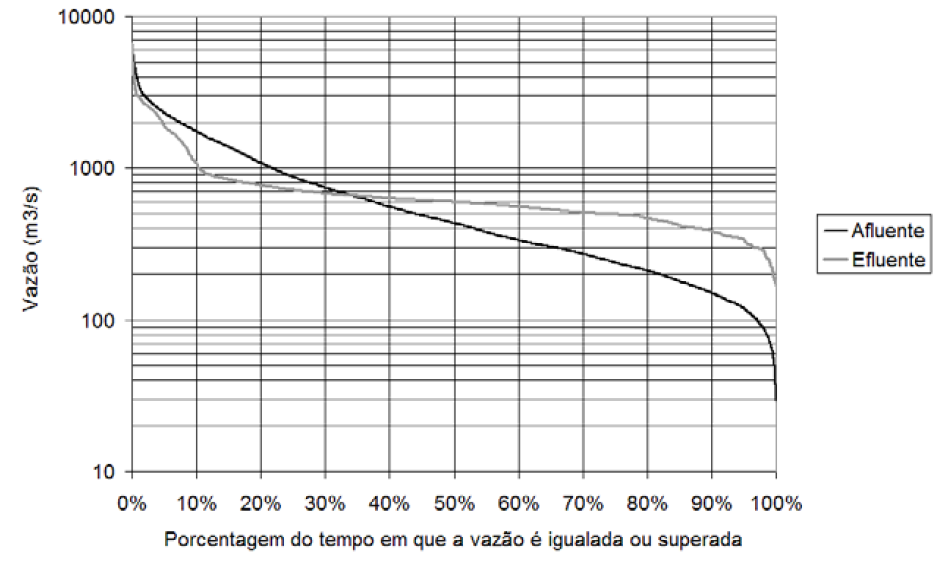 10000
1000
100
10
Vazão (m3/s)
0% 10% 20% 30% 40% 50% 60% 70% 80% 90% 100%
Porcentagem do tempo em que a vazão é igualada ou superada
Afluente
Efluente